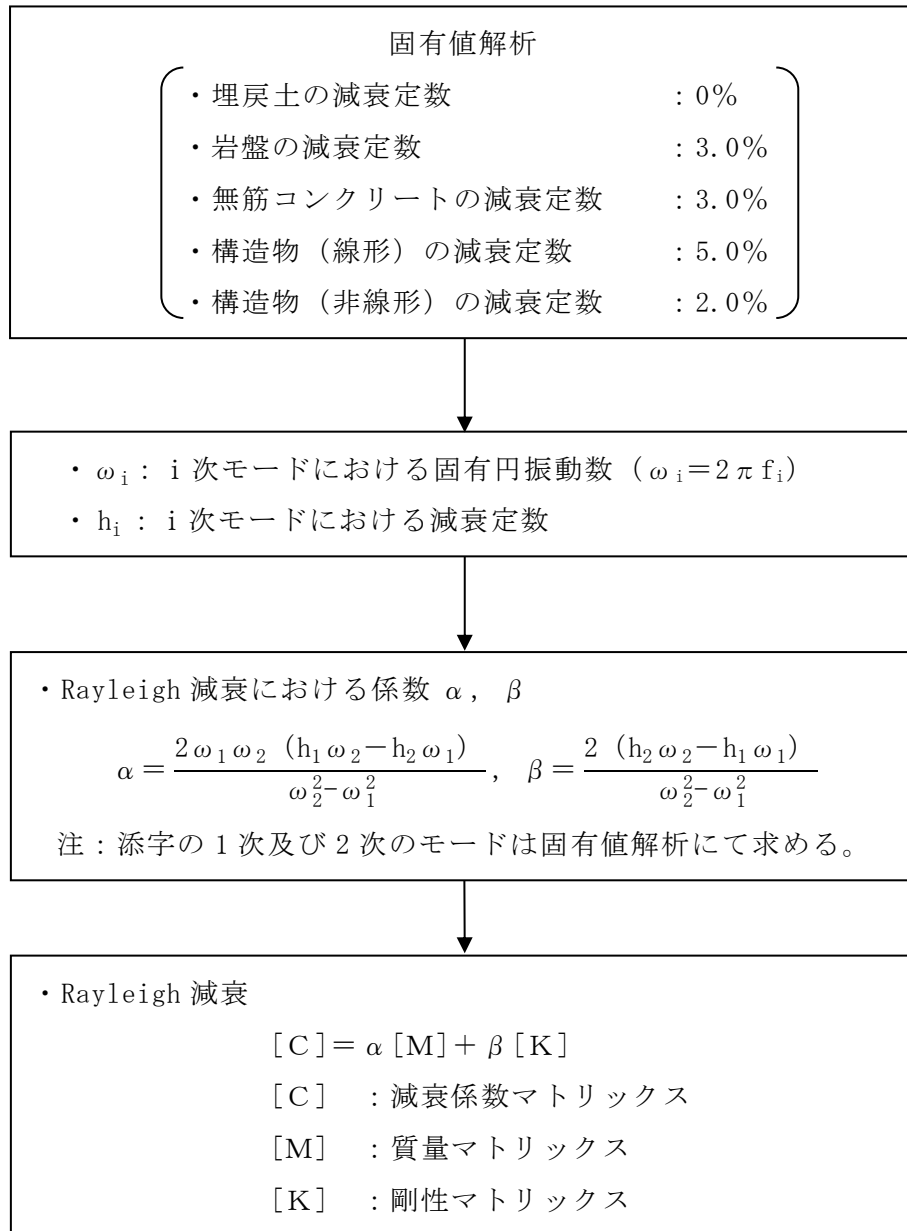 固有値解析
・埋戻土の減衰定数 :0%
・岩盤の減衰定数 :3.0%
・無筋コンクリートの減衰定数 :3.0%
・構造物（線形）の減衰定数 :5.0%
・構造物（非線形）の減衰定数 :2.0%
・ωi:i次モードにおける固有円振動数（ωi＝2πfi）
・hi:i次モードにおける減衰定数
・Rayleigh減衰における係数α，β
α＝2ω1ω2（h1ω2－h2ω1）/（ω2²－ω1²），β＝2（h2ω2－h1ω1）/（ω2²－ω1²）
注:添字の1次及び2次のモードは固有値解析にて求める。
・Rayleigh減衰
[C]＝α[M]＋β[K]
[C] :減衰係数マトリックス
[M] :質量マトリックス
[K] :剛性マトリックス